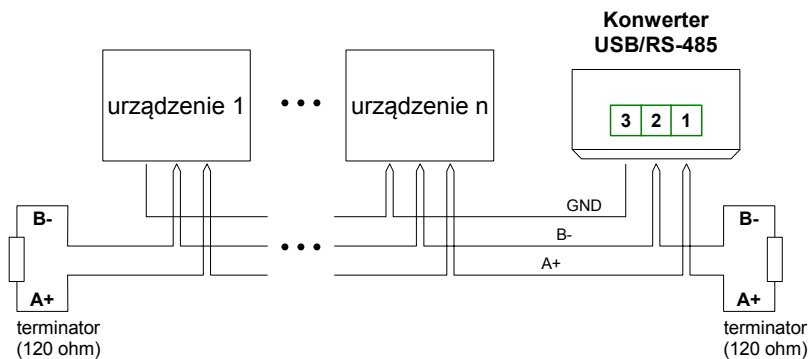 Konwerter
USB/RS-485
urządzenie 1
urządzenie n
3 2 1
GND
B-
A+
B-
A+
terminator
(120 ohm)
B-
A+
terminator
(120 ohm)